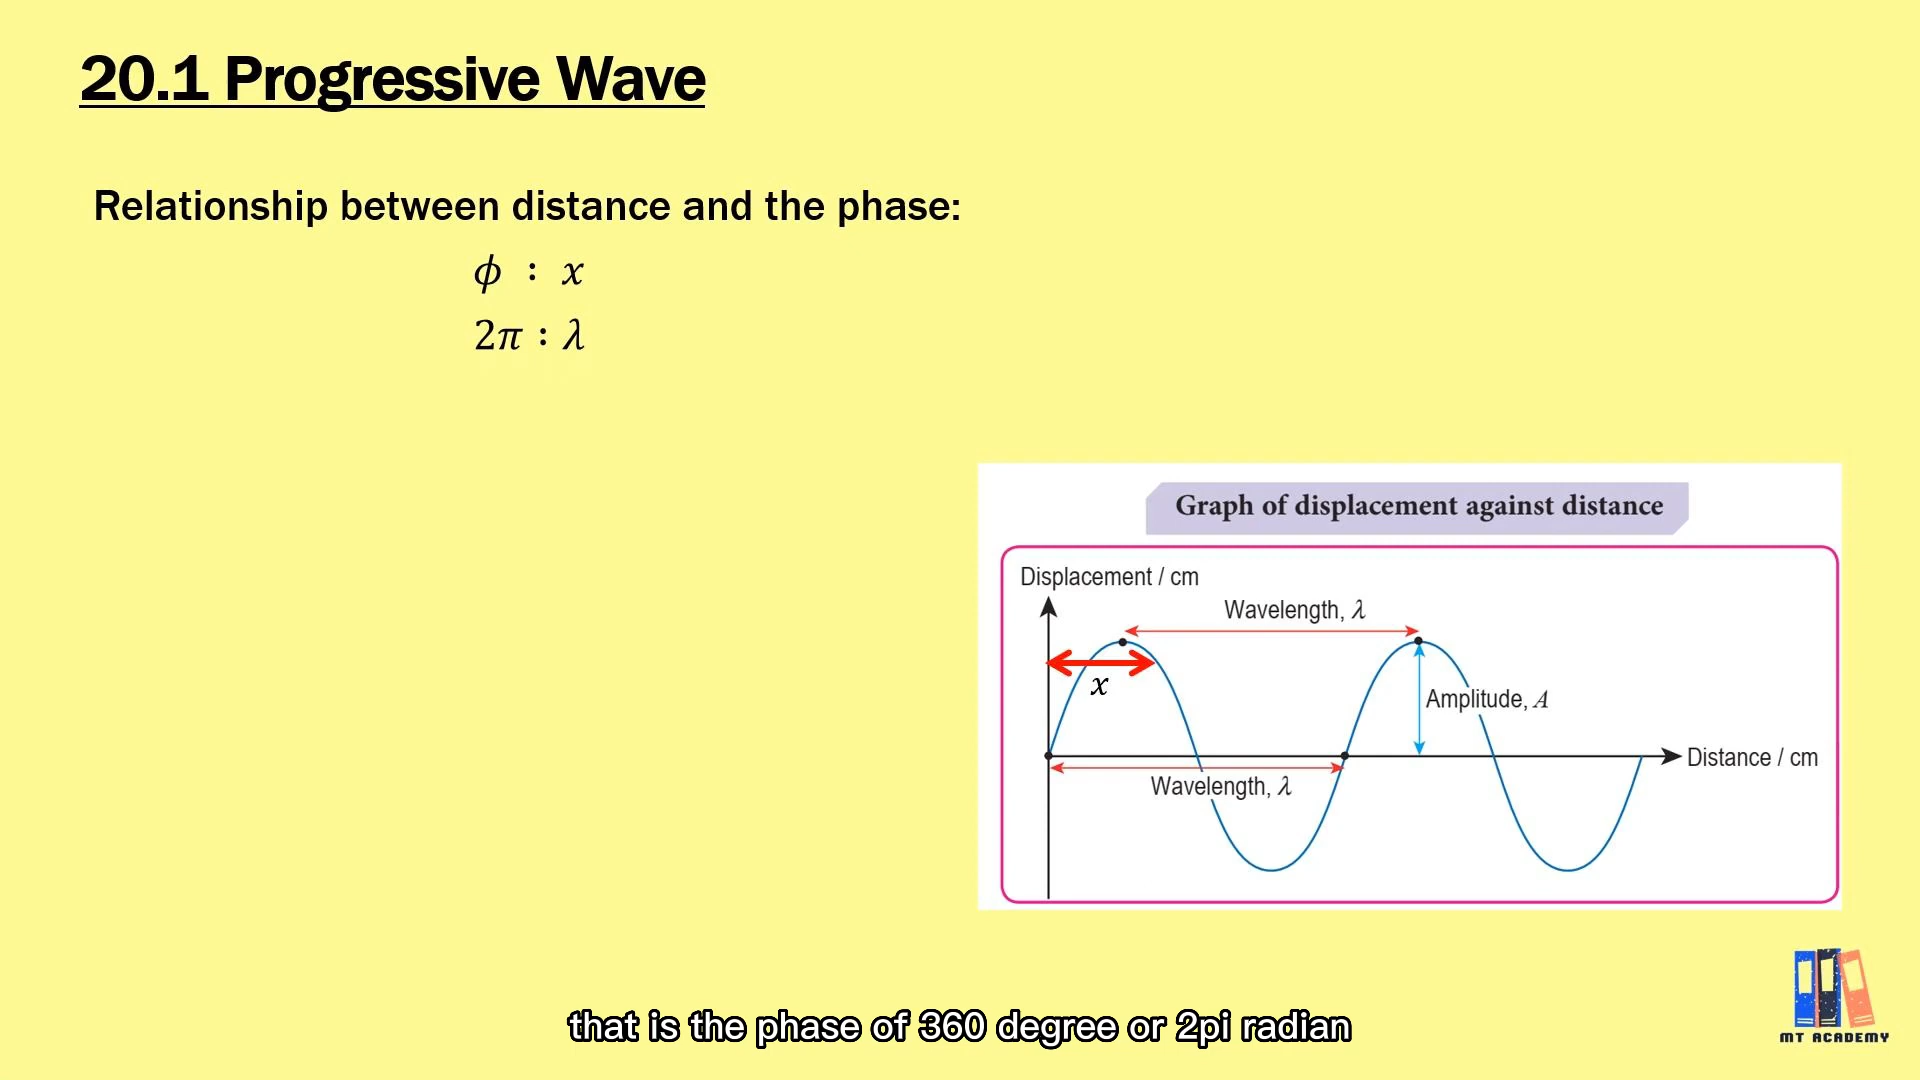 20.1 Progressive Wave
Relationship between distance and the phase:
ϕ : x
2π : λ
Graph of displacement against distance
Displacement / cm
Wavelength, λ
x
Amplitude, A
Distance / cm
Wavelength, λ
MT ACADEMY
that is the phase of 360 degree or 2pi radian